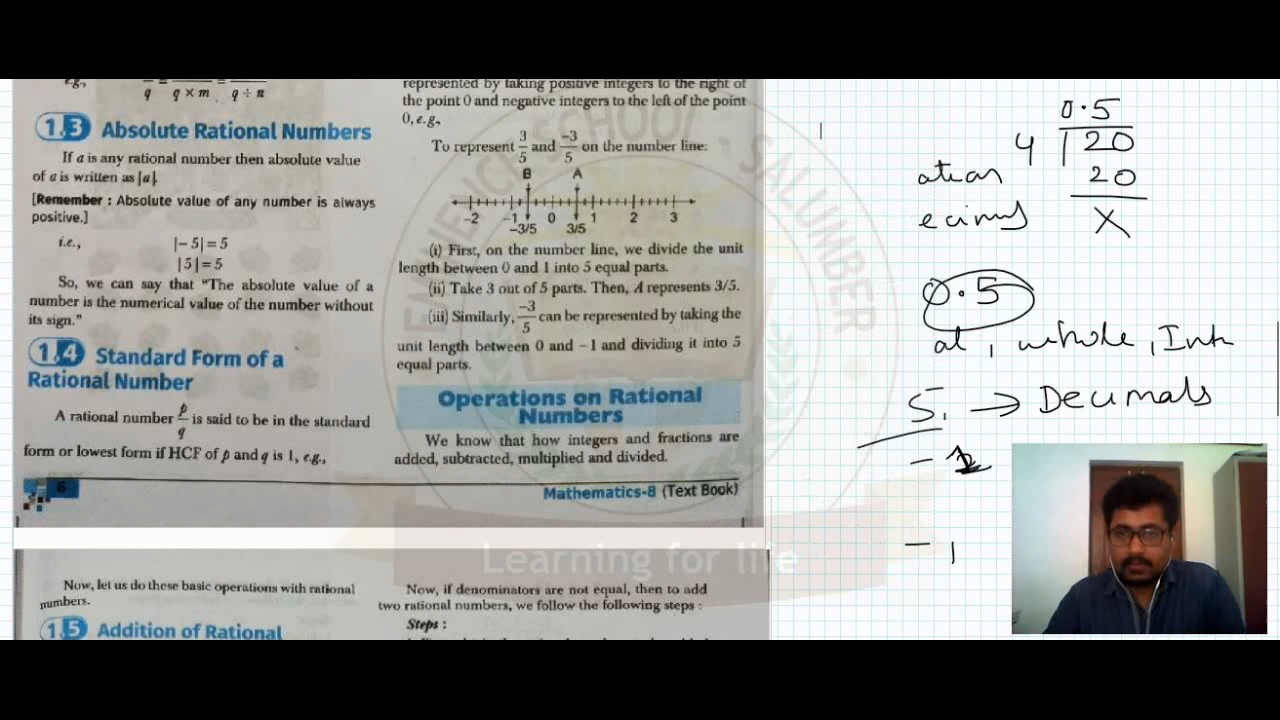 e.g.,
q q × m q ÷ n
1.3 Absolute Rational Numbers
If a is any rational number then absolute value
of a is written as |a|.
[Remember : Absolute value of any number is always
positive.]
i.e., |– 5| = 5
|5| = 5
So, we can say that “The absolute value of a
number is the numerical value of the number without
its sign.”
1.4 Standard Form of a
Rational Number
A rational number p/q is said to be in the standard
form or lowest form if HCF of p and q is 1, e.g.,
6
represented by taking positive integers to the right of
the point 0 and negative integers to the left of the point
0, e.g.,
To represent 3/5 and –3/5 on the number line:
B A
–2 –1 0 1 2 3
–3/5 3/5
(i) First, on the number line, we divide the unit
length between 0 and 1 into 5 equal parts.
(ii) Take 3 out of 5 parts. Then, A represents 3/5.
(iii) Similarly, –3/5 can be represented by taking the
unit length between 0 and –1 and dividing it into 5
equal parts.
Operations on Rational
Numbers
We know that how integers and fractions are
added, subtracted, multiplied and divided.
Mathematics-8 (Text Book)
EMINENCE SCHOOL SALUMBER
Learning for life
Now, let us do these basic operations with rational
numbers.
1.5 Addition of Rational
Now, if denominators are not equal, then to add
two rational numbers, we follow the following steps :
Steps :
0.5
4 20
20
X
0.5
whole,
5. → Decimals